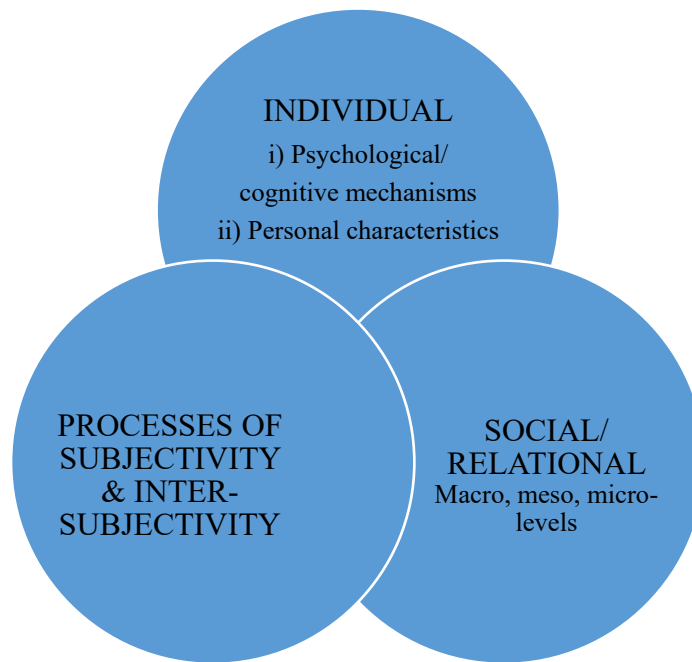 INDIVIDUAL
i) Psychological/
cognitive mechanisms
ii) Personal characteristics
PROCESSES OF
SUBJECTIVITY
& INTER-
SUBJECTIVITY
SOCIAL/
RELATIONAL
Macro, meso, micro-
levels